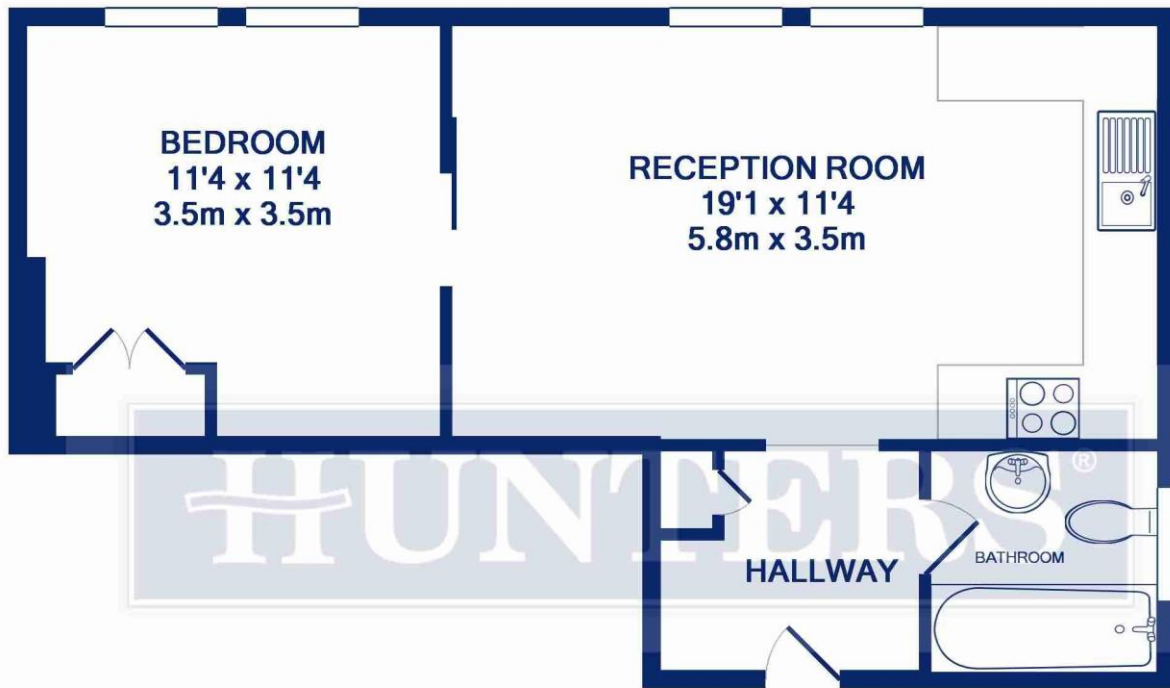 BEDROOM
11'4 x 11'4
3.5m x 3.5m
RECEPTION ROOM
19'1 x 11'4
5.8m x 3.5m
HUNTERS®
HALLWAY
BATHROOM